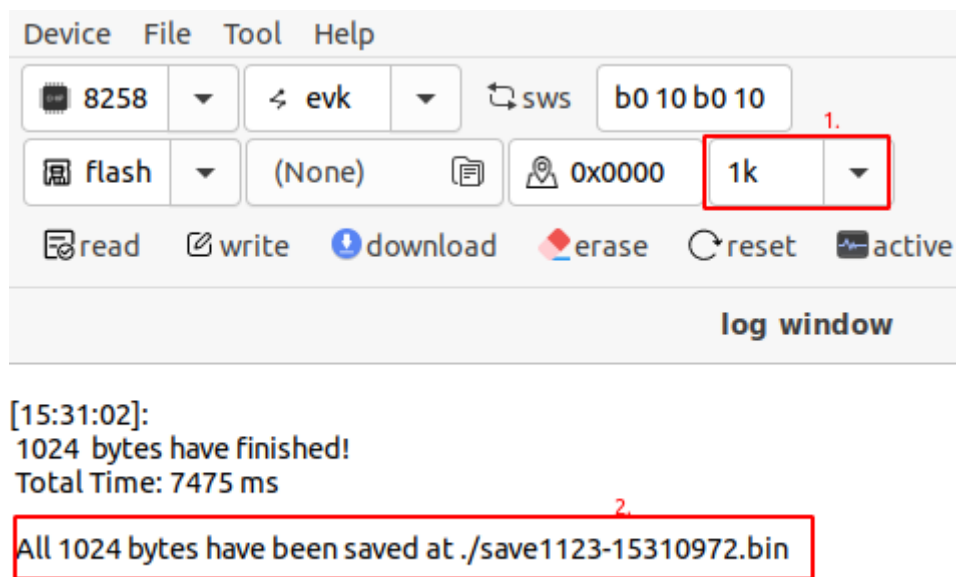 Device File Tool Help
8258 evk sws b0 10 b0 10
1.
flash (None) 0x0000 1k
read write download erase reset active
log window
[15:31:02]:
1024 bytes have finished!
Total Time: 7475 ms
2.
All 1024 bytes have been saved at ./save1123-15310972.bin